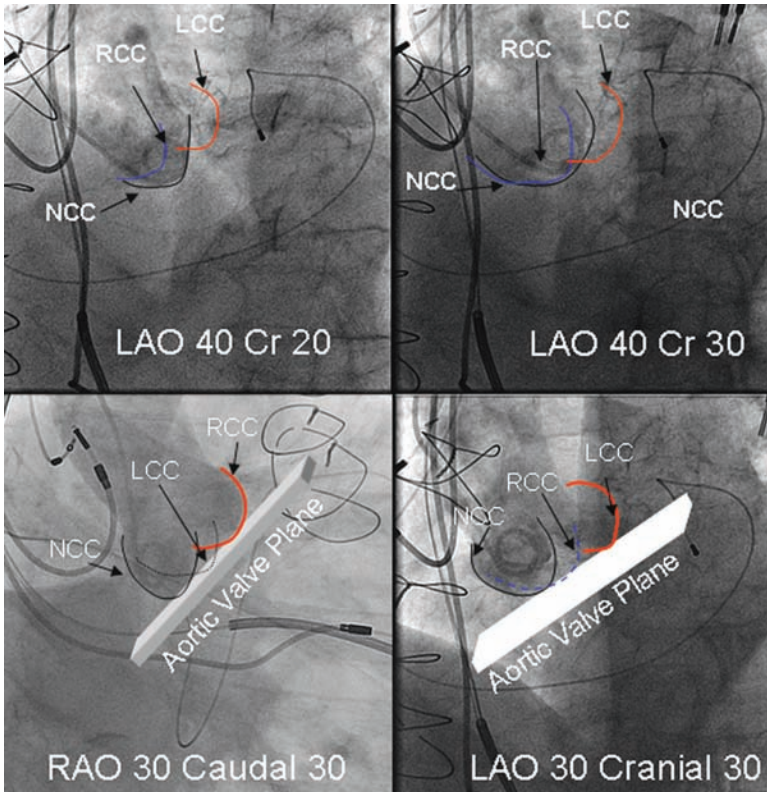 LCC
RCC
NCC
LAO 40 Cr 20
LCC
RCC
NCC
NCC
LAO 40 Cr 30
RCC
LCC
NCC
Aortic Valve Plane
RAO 30 Caudal 30
LCC
RCC
NCC
Aortic Valve Plane
LAO 30 Cranial 30